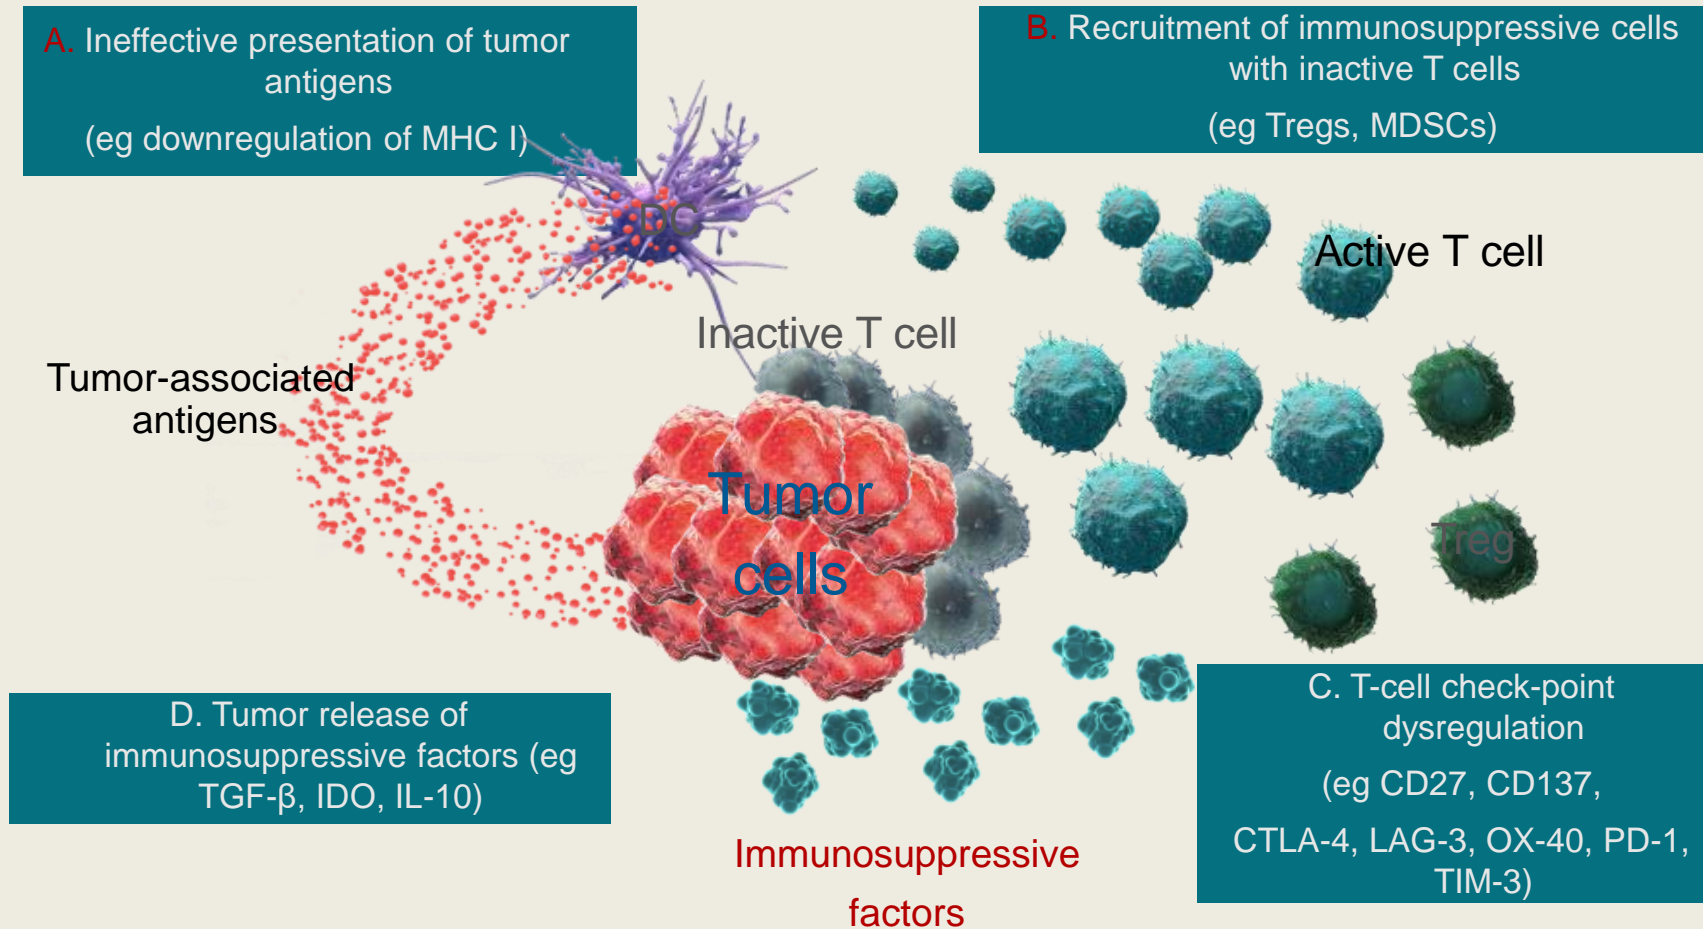 A. Ineffective presentation of tumor
antigens
(eg downregulation of MHC I)
B. Recruitment of immunosuppressive cells
with inactive T cells
(eg Tregs, MDSCs)
DC
Active T cell
Inactive T cell
Tumor-associated
antigens
Tumor
cells
Treg
D. Tumor release of
immunosuppressive factors (eg
TGF-β, IDO, IL-10)
C. T-cell check-point
dysregulation
(eg CD27, CD137,
CTLA-4, LAG-3, OX-40, PD-1,
TIM-3)
Immunosuppressive
factors